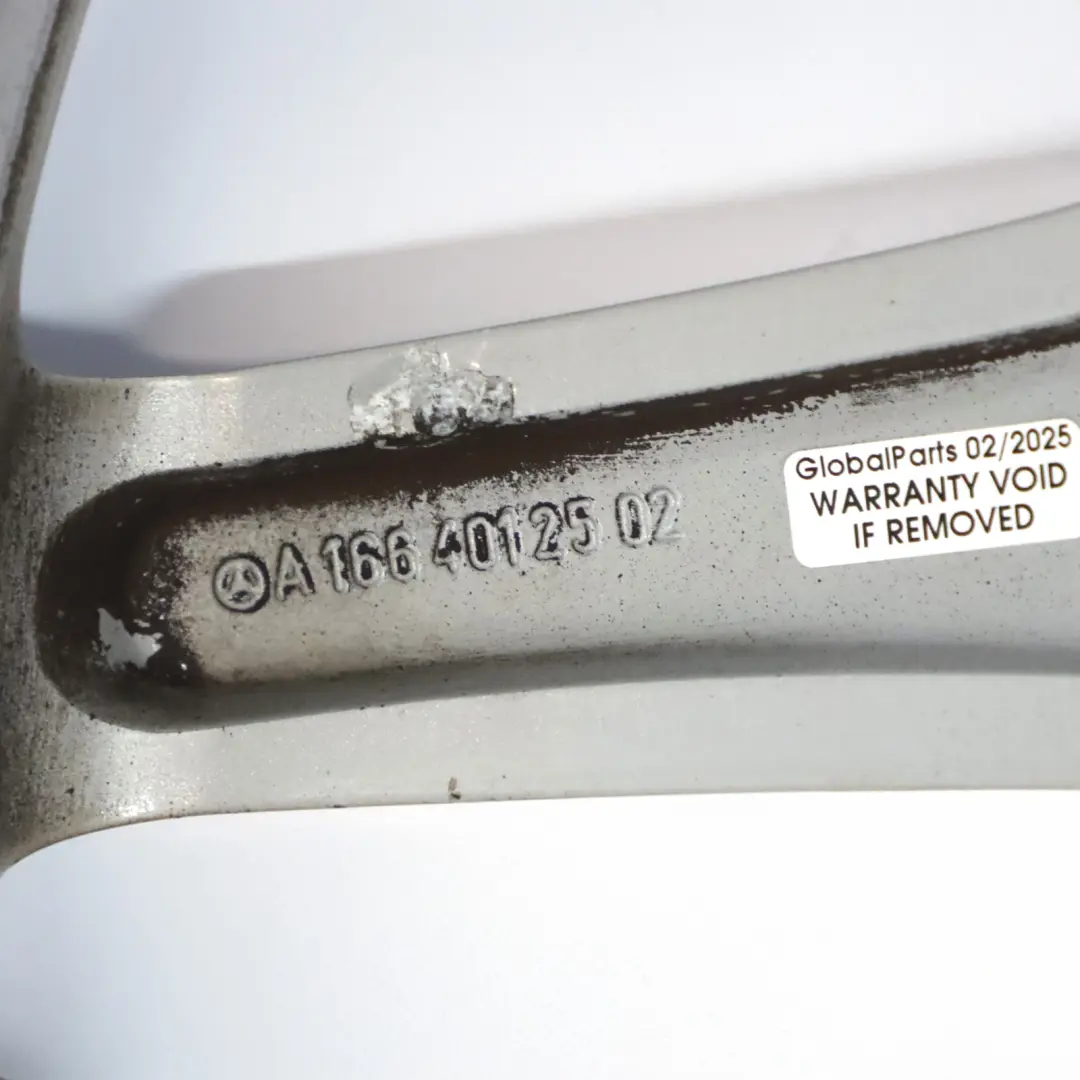 GlobalParts 02/2025
WARRANTY VOID
IF REMOVED
A 166 401 25 02